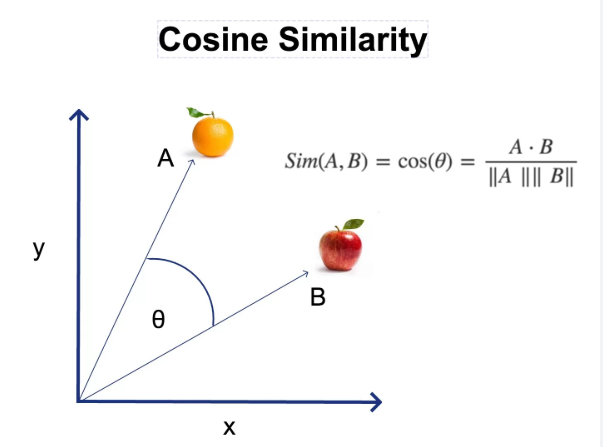 Cosine Similarity
A
Sim(A, B) = cos(θ) = A · B / ‖A ‖‖ B‖
y
B
θ
x